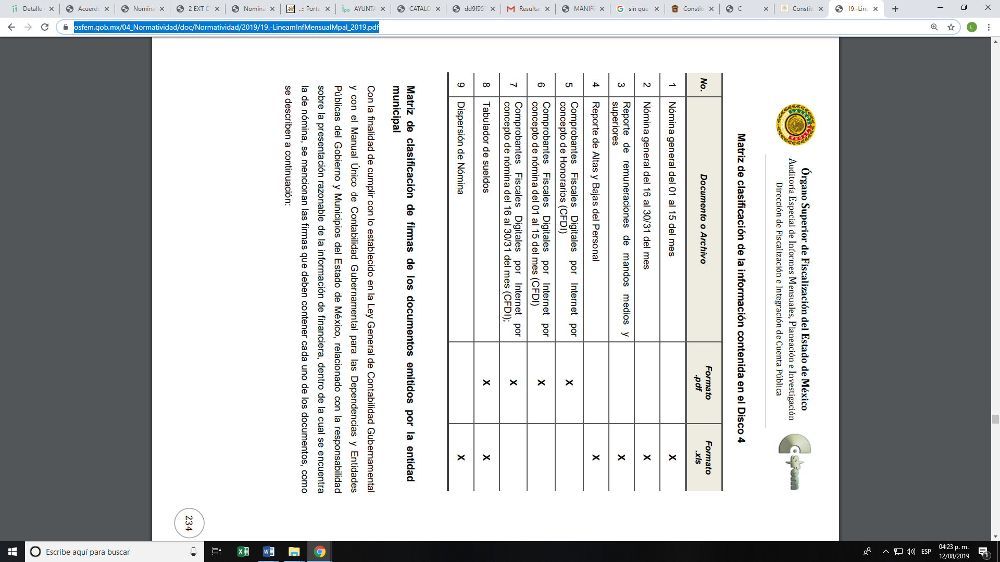 Detalle
Acuerdo
Nomina
2 EXT C
Nomina
..:: Porta
AYUNTA
CATALO
dd9f957
Resulta
MANIFE
sin que
Constitu
C
Constitu
19.-Line
osfem.gob.mx/04_Normatividad/doc/Normatividad/2019/19.-LineamInfMensualMpal_2019.pdf
L
Órgano Superior de Fiscalización del Estado de México
Auditoría Especial de Informes Mensuales, Planeación e Investigación
Dirección de Fiscalización e Integración de Cuenta Pública
osfem
Matriz de clasificación de la información contenida en el Disco 4
No. Documento o Archivo Formato .pdf Formato .xls
1 Nómina general del 01 al 15 del mes X
2 Nómina general del 16 al 30/31 del mes X
3 Reporte de remuneraciones de mandos medios y
superiores X
4 Reporte de Altas y Bajas del Personal X
5 Comprobantes Fiscales Digitales por Internet por
concepto de Honorarios (CFDI) X
6 Comprobantes Fiscales Digitales por Internet por
concepto de nómina del 01 al 15 del mes (CFDI) X
7 Comprobantes Fiscales Digitales por Internet por
concepto de nómina del 16 al 30/31 del mes (CFDI); X
8 Tabulador de sueldos X X
9 Dispersión de Nómina X
Matriz de clasificación de firmas de los documentos emitidos por la entidad
municipal
Con la finalidad de cumplir con lo establecido en la Ley General de Contabilidad Gubernamental
y con el Manual Único de Contabilidad Gubernamental para las Dependencias y Entidades
Públicas del Gobierno y Municipios del Estado de México, relacionado con la responsabilidad
sobre la presentación razonable de la información de financiera, dentro de la cual se encuentra
la de nómina, se mencionan las firmas que deben contener cada uno de los documentos, como
se describen a continuación:
234
Escribe aquí para buscar
ESP
04:23 p. m.
12/08/2019
1